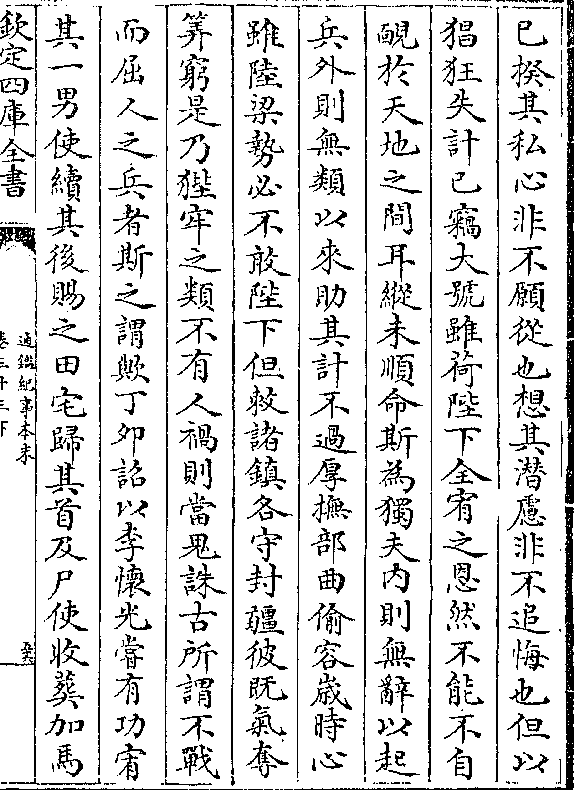 已揆其私心非不願從也想其潛慮非不追悔也但以
猖狂失計已竊大號雖荷陛下全宥之恩然不能不自
靦於天地之間耳縱未順命斯為獨夫内則無辭以起
兵外則無類以來助其計不過厚撫部曲偷容歲時心
雖陸梁勢必不敢陛下但敕諸鎮各守封疆彼既氣奪
筭窮是乃狴牢之類不有人禍則當鬼誅古所謂不戰
而屈人之兵者斯之謂歟丁夘詔以李懷光嘗有功宥
其一男使續其後賜之田宅歸其首及尸使收葬加馬
欽定四庫全書
通鑑紀事本末
卷三十三下